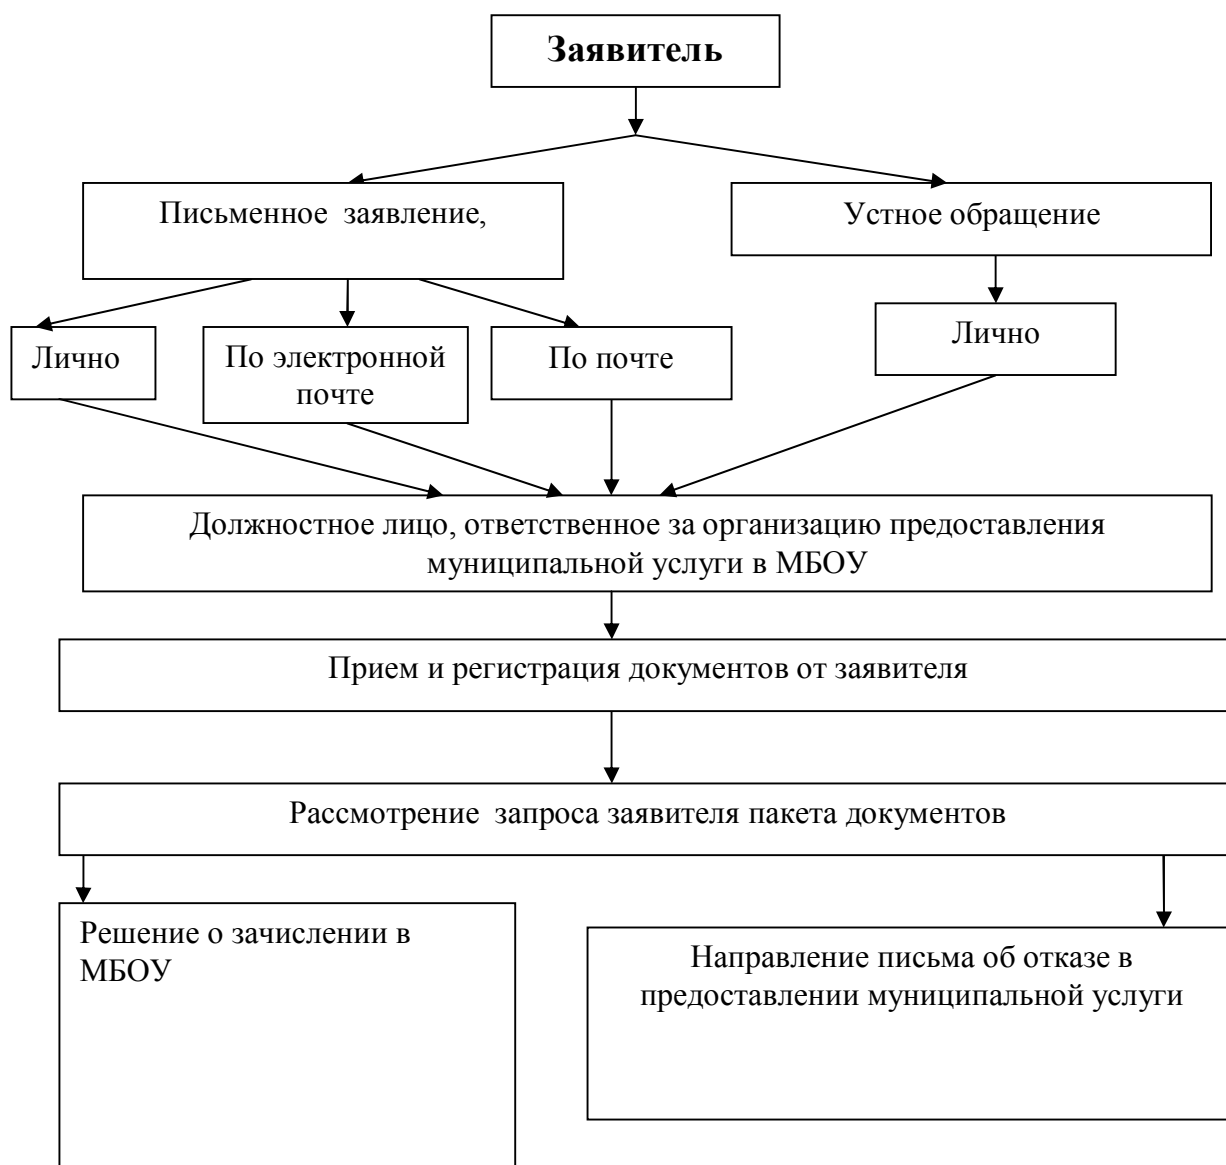 Заявитель
Письменное заявление,
Устное обращение
Лично
По электронной
почте
По почте
Лично
Должностное лицо, ответственное за организацию предоставления
муниципальной услуги в МБОУ
Прием и регистрация документов от заявителя
Рассмотрение запроса заявителя пакета документов
Решение о зачислении в
МБОУ
Направление письма об отказе в
предоставлении муниципальной услуги